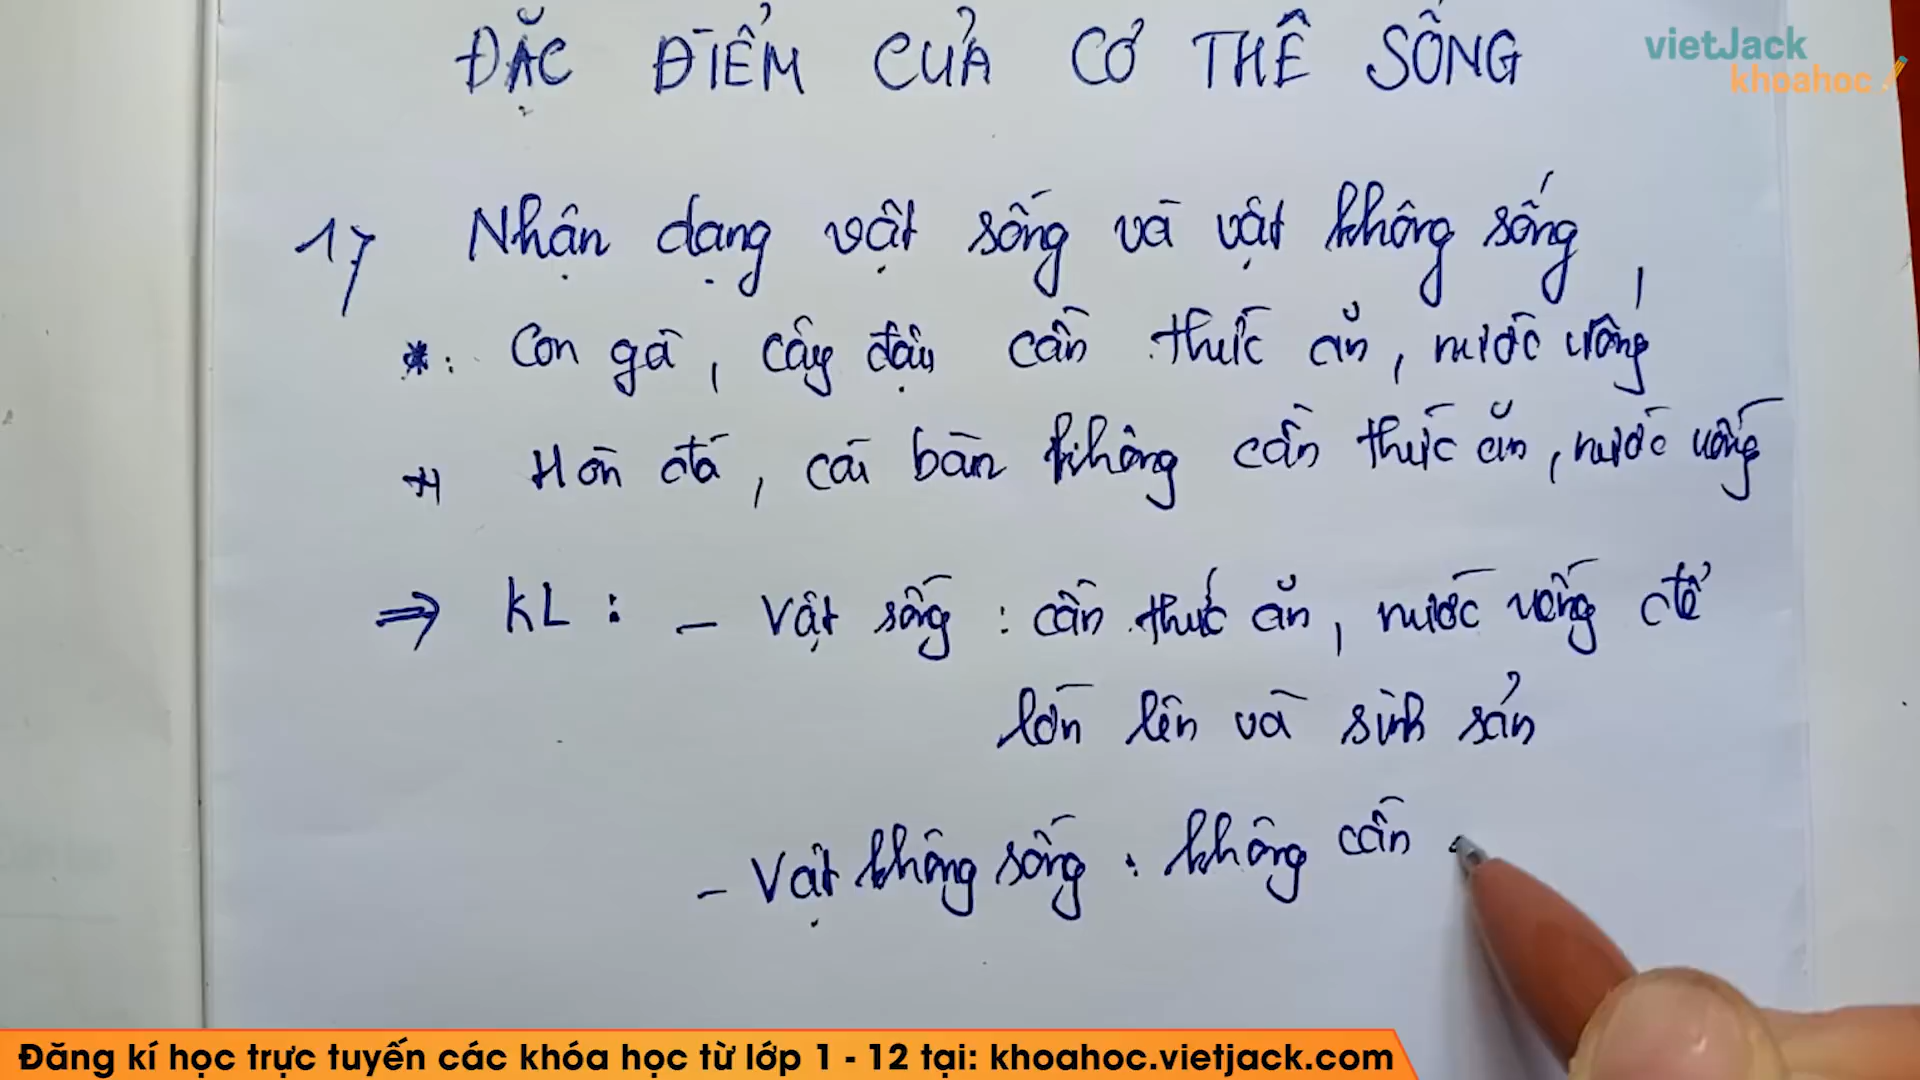 ĐẶC ĐIỂM CỦA CƠ THỂ SỐNG
vietJack
khoahoc
1) Nhận dạng vật sống và vật không sống
*: Con gà, cây đậu cần thức ăn, nước uống
+ Hòn đá, cái bàn không cần thức ăn, nước uống
⇒ KL: - Vật sống: cần thức ăn, nước uống để
lớn lên và sinh sản
- Vật không sống: không cần
Đăng kí học trực tuyến các khóa học từ lớp 1 - 12 tại: khoahoc.vietjack.com